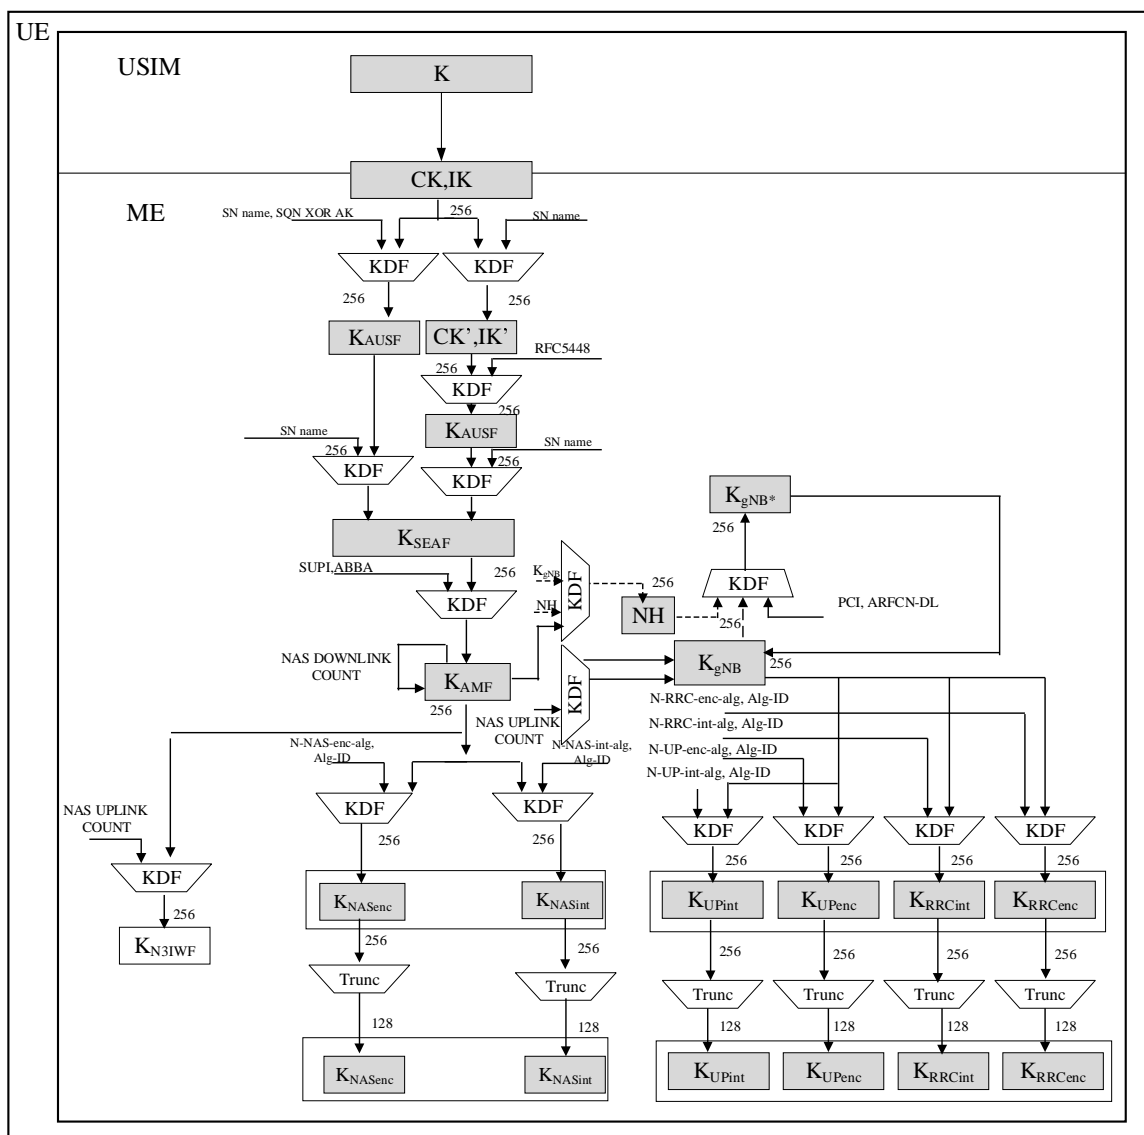 UE
USIM
K
CK,IK
ME
SN name, SQN XOR AK
256
SN name
KDF
KDF
256
256
KAUSF
CK’,IK’
RFC5448
256
KDF
256
KAUSF
SN name
SN name
256
256
KDF
KDF
KgNB*
256
KSEAF
SUPI,ABBA
256
KgNB
KDF
256
KDF
KDF
NH
NH
256
PCI, ARFCN-DL
NAS DOWNLINK
COUNT
KAMF
256
KDF
KgNB
256
NAS UPLINK
COUNT
N-RRC-enc-alg, Alg-ID
N-RRC-int-alg, Alg-ID
N-UP-enc-alg, Alg-ID
N-UP-int-alg, Alg-ID
N-NAS-enc-alg,
Alg-ID
N-NAS-int-alg,
Alg-ID
NAS UPLINK
COUNT
KDF
KDF
KDF
KDF
KDF
KDF
KDF
256
256
256
256
256
256
256
KNASenc
KNASint
KUPint
KUPenc
KRRCint
KRRCenc
KN3IWF
256
256
256
256
256
256
Trunc
Trunc
Trunc
Trunc
Trunc
Trunc
128
128
128
128
128
128
KNASenc
KNASint
KUPint
KUPenc
KRRCint
KRRCenc